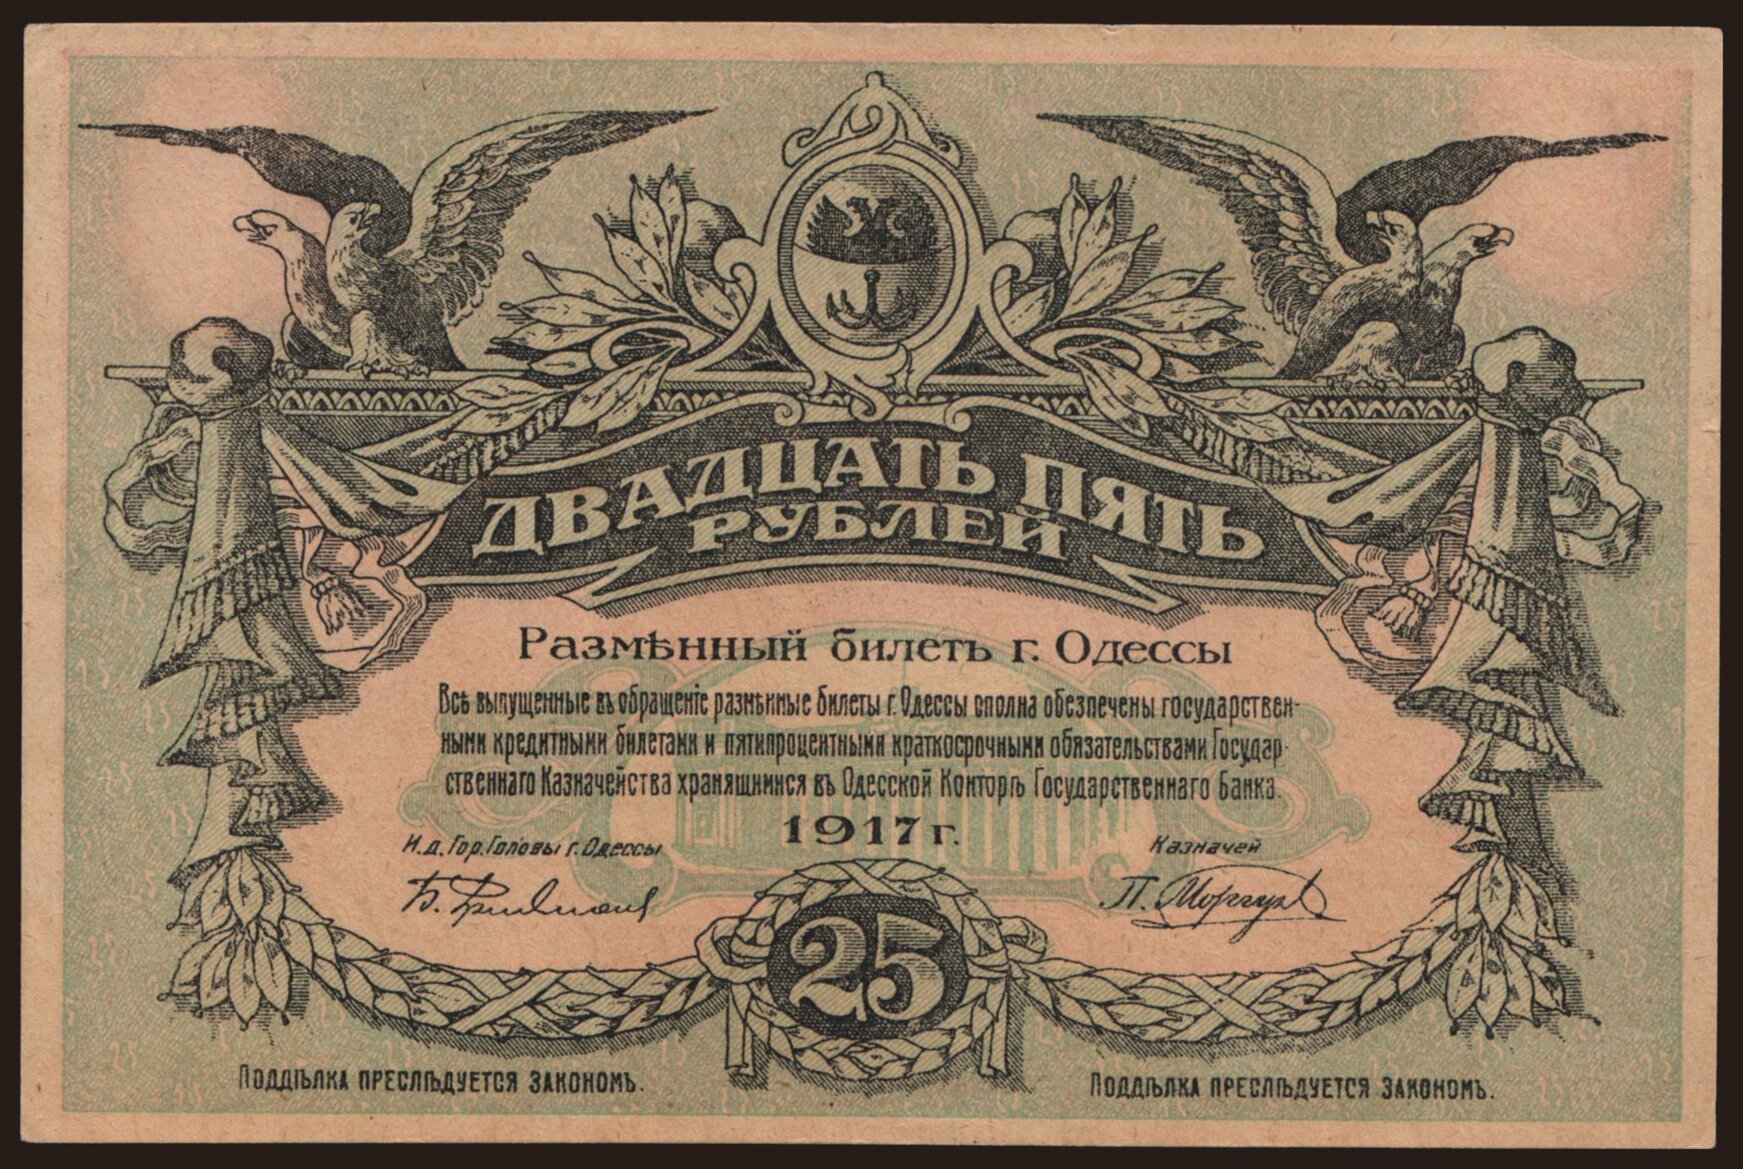 ДВАДЦАТЬ ПЯТЬ
РУБЛЕЙ
Размѣнный билетъ г. Одессы
Всѣ выпущенные въ обращеніе размѣнные билеты г. Одессы сполна обезпечены государствен-
ными кредитными билетами и пятипроцентными краткосрочными обязательствами Государ-
ственнаго Казначейства хранящимися въ Одесской Конторѣ Государственнаго Банка.
1917 г.
И.д. Гор. Головы г. Одессы
Казначей
Б.
П.
25
ПОДДѢЛКА ПРЕСЛѢДУЕТСЯ ЗАКОНОМЪ.
ПОДДѢЛКА ПРЕСЛѢДУЕТСЯ ЗАКОНОМЪ.